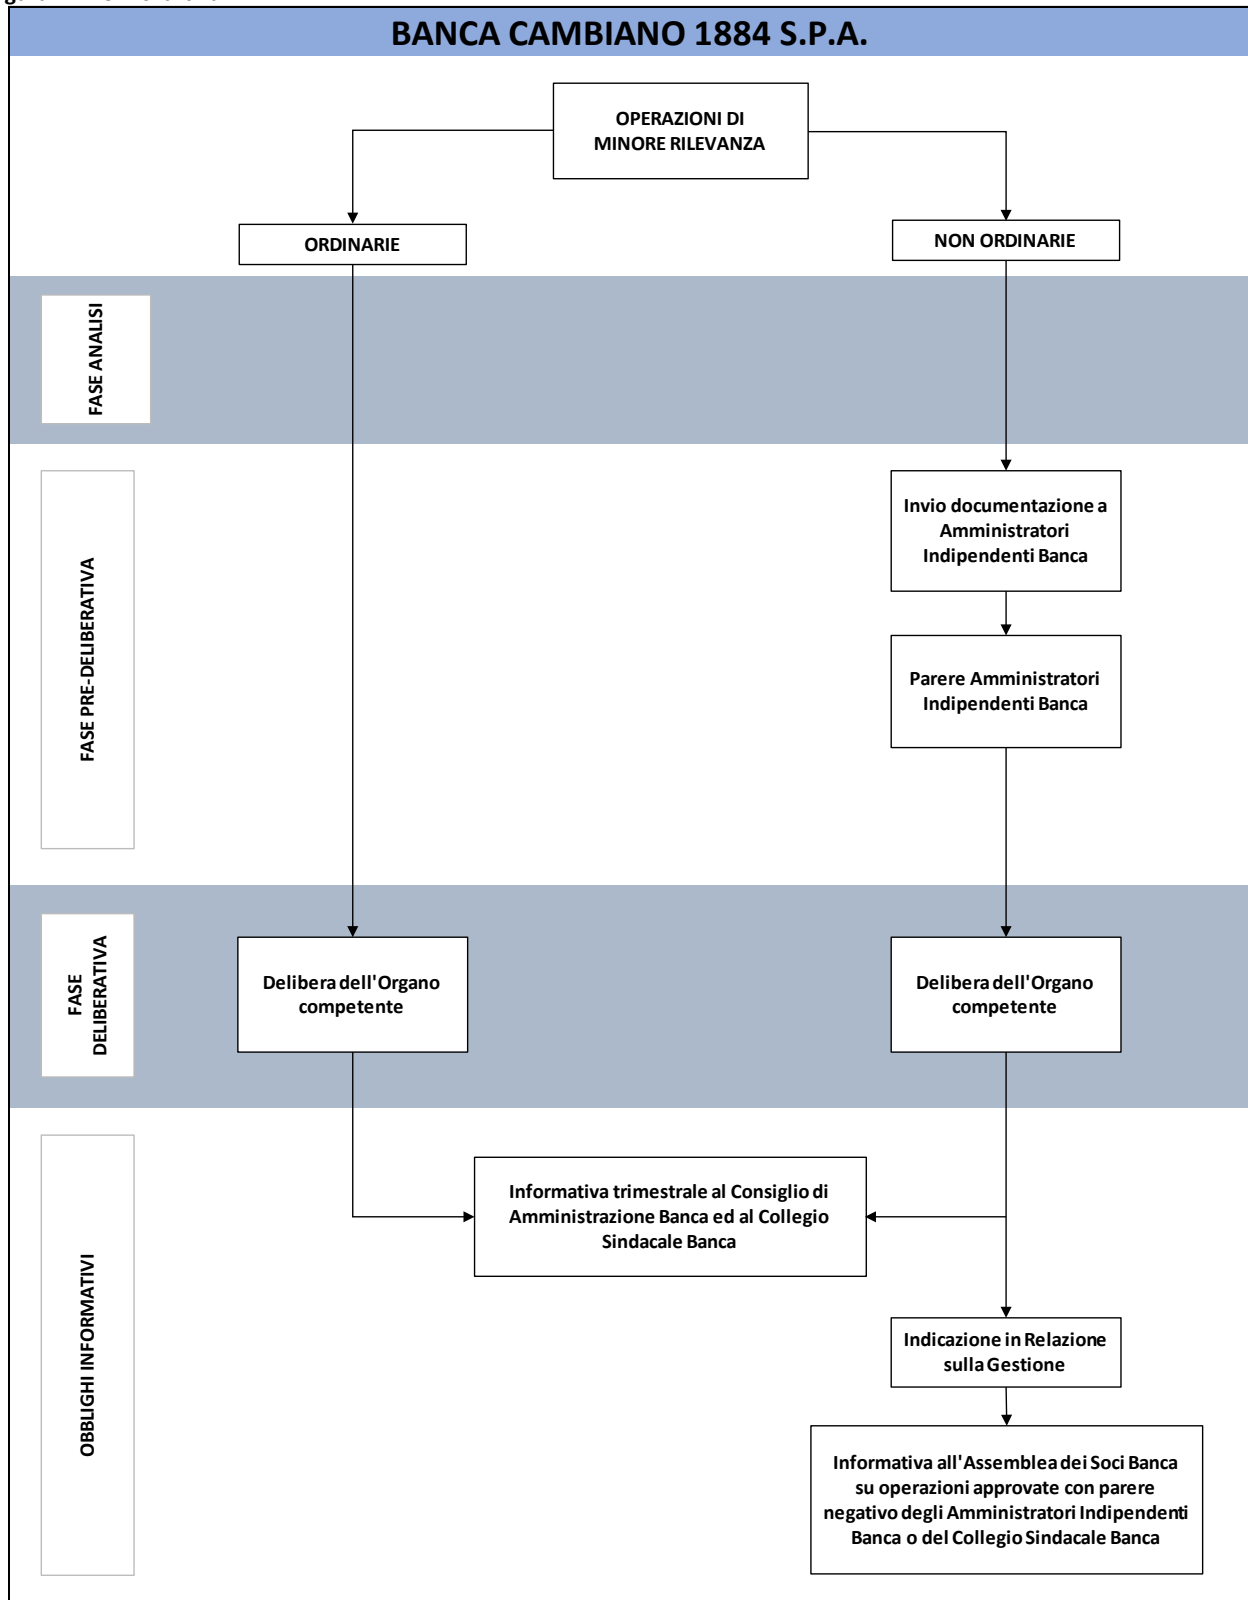 BANCA CAMBIANO 1884 S.P.A.
OPERAZIONI DI
MINORE RILEVANZA
ORDINARIE
NON ORDINARIE
FASE ANALISI
FASE PRE-DELIBERATIVA
Invio documentazione a
Amministratori
Indipendenti Banca
Parere Amministratori
Indipendenti Banca
FASE
DELIBERATIVA
Delibera dell'Organo
competente
Delibera dell'Organo
competente
OBBLIGHI INFORMATIVI
Informativa trimestrale al Consiglio di
Amministrazione Banca ed al Collegio
Sindacale Banca
Indicazione in Relazione
sulla Gestione
Informativa all'Assemblea dei Soci Banca
su operazioni approvate con parere
negativo degli Amministratori Indipendenti
Banca o del Collegio Sindacale Banca